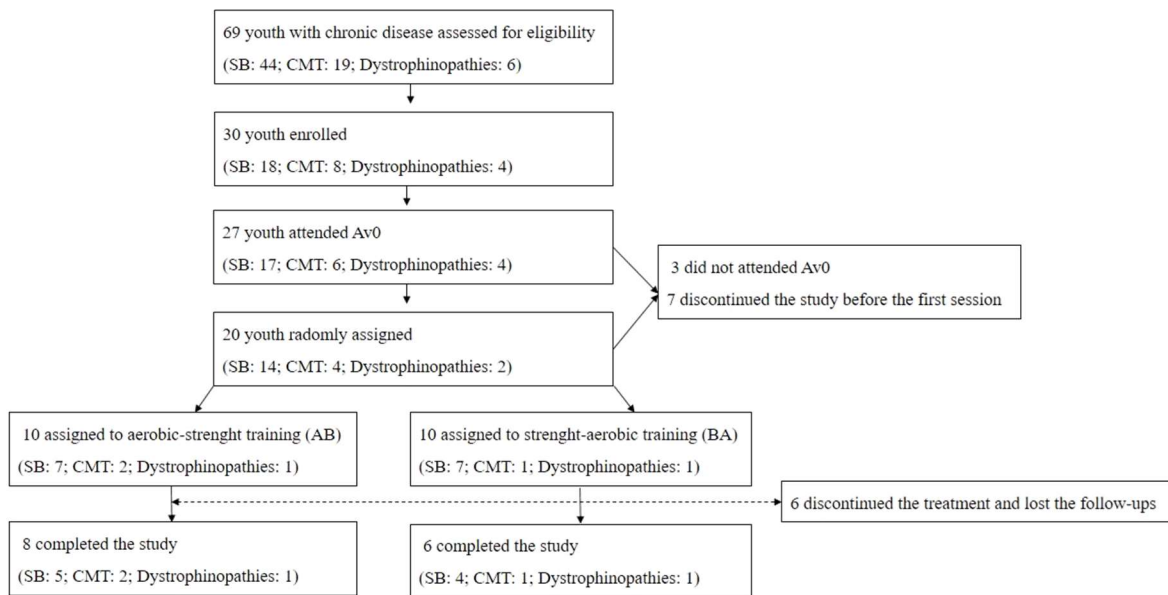 69 youth with chronic disease assessed for eligibility
(SB: 44; CMT: 19; Dystrophinopathies: 6)
30 youth enrolled
(SB: 18; CMT: 8; Dystrophinopathies: 4)
27 youth attended Av0
(SB: 17; CMT: 6; Dystrophinopathies: 4)
3 did not attended Av0
7 discontinued the study before the first session
20 youth radomly assigned
(SB: 14; CMT: 4; Dystrophinopathies: 2)
10 assigned to aerobic-strenght training (AB)
(SB: 7; CMT: 2; Dystrophinopathies: 1)
10 assigned to strenght-aerobic training (BA)
(SB: 7; CMT: 1; Dystrophinopathies: 1)
6 discontinued the treatment and lost the follow-ups
8 completed the study
(SB: 5; CMT: 2; Dystrophinopathies: 1)
6 completed the study
(SB: 4; CMT: 1; Dystrophinopathies: 1)